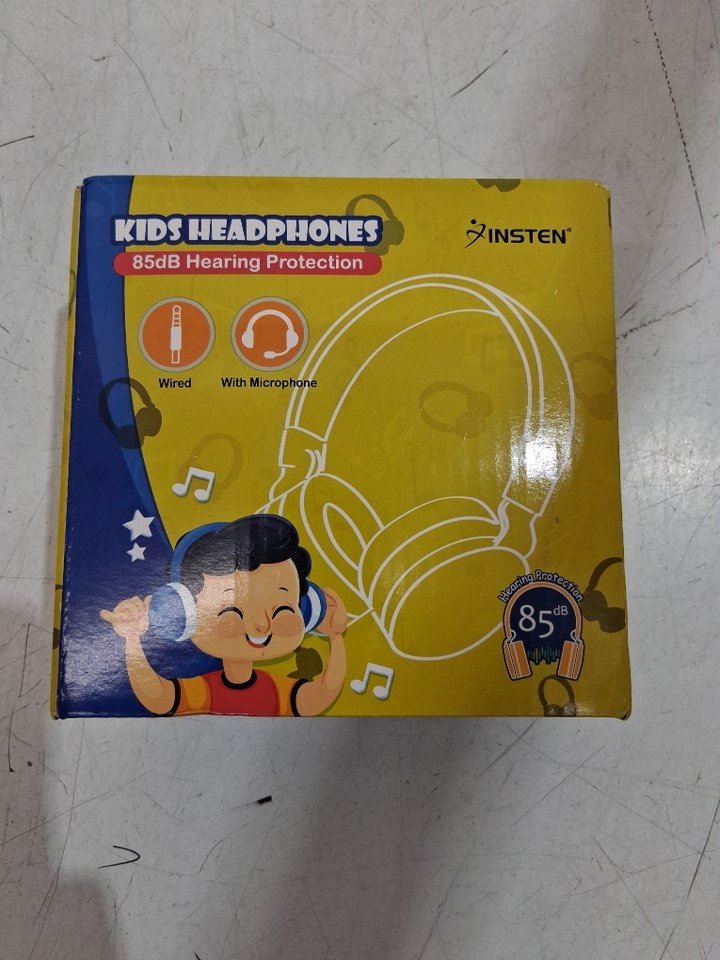 KIDS HEADPHONES
INSTEN®
85dB Hearing Protection
Wired
With Microphone
Hearing Protection
85dB